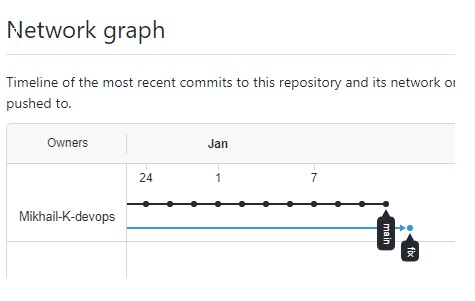 Network graph
Timeline of the most recent commits to this repository and its network or
pushed to.
Owners
Jan
24 1 7
Mikhail-K-devops
main
fix